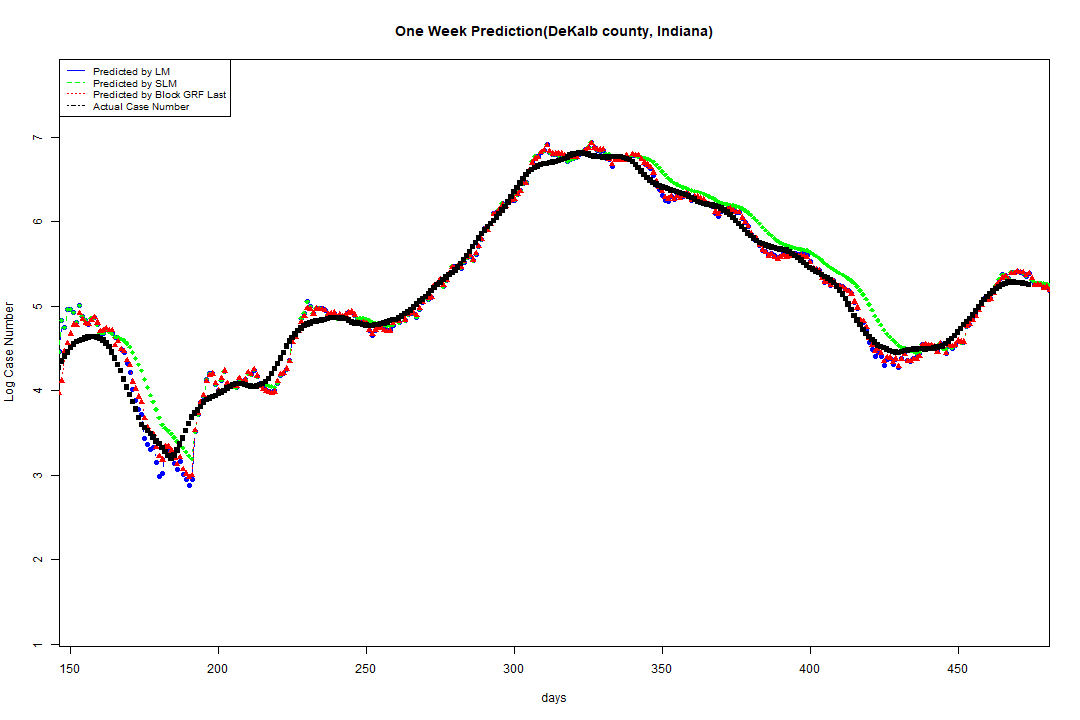 One Week Prediction(DeKalb county, Indiana)
Predicted by LM
Predicted by SLM
Predicted by Block GRF Last
Actual Case Number
Log Case Number
7
6
5
4
3
2
1
150 200 250 300 350 400 450
days